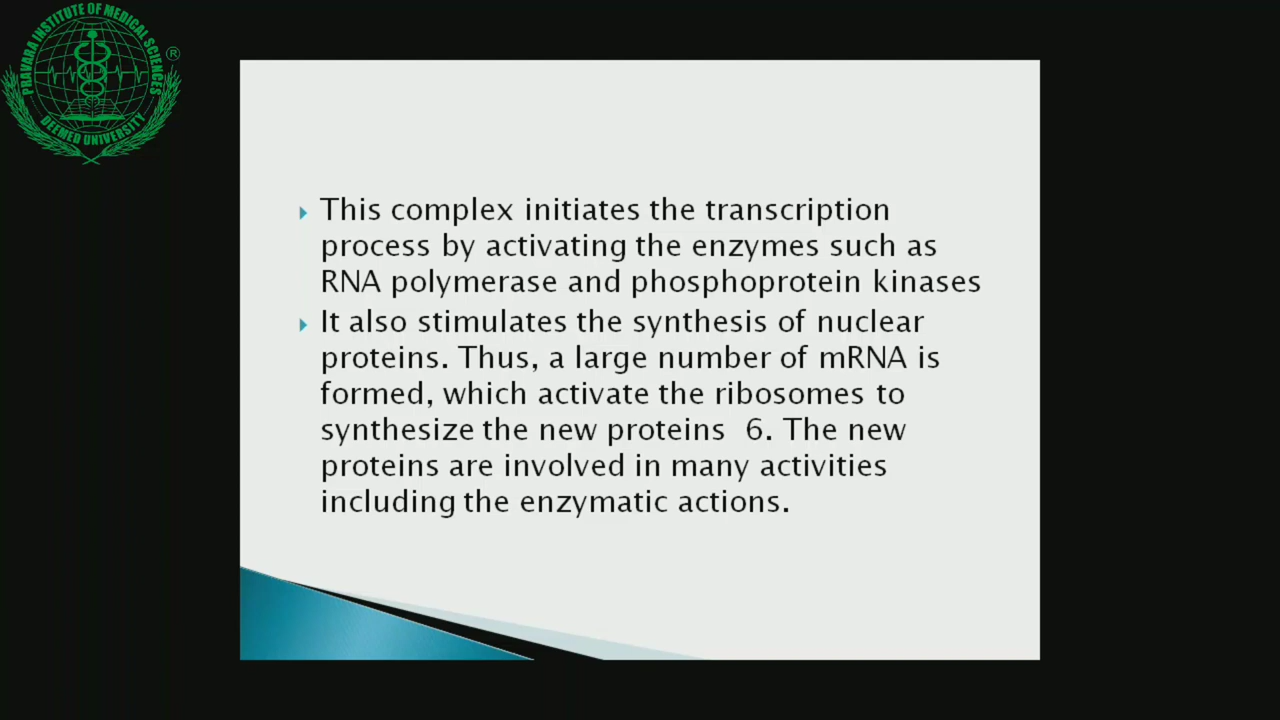 PRAVARA INSTITUTE OF MEDICAL SCIENCES
®
DEEMED UNIVERSITY
This complex initiates the transcription
process by activating the enzymes such as
RNA polymerase and phosphoprotein kinases
It also stimulates the synthesis of nuclear
proteins. Thus, a large number of mRNA is
formed, which activate the ribosomes to
synthesize the new proteins 6. The new
proteins are involved in many activities
including the enzymatic actions.